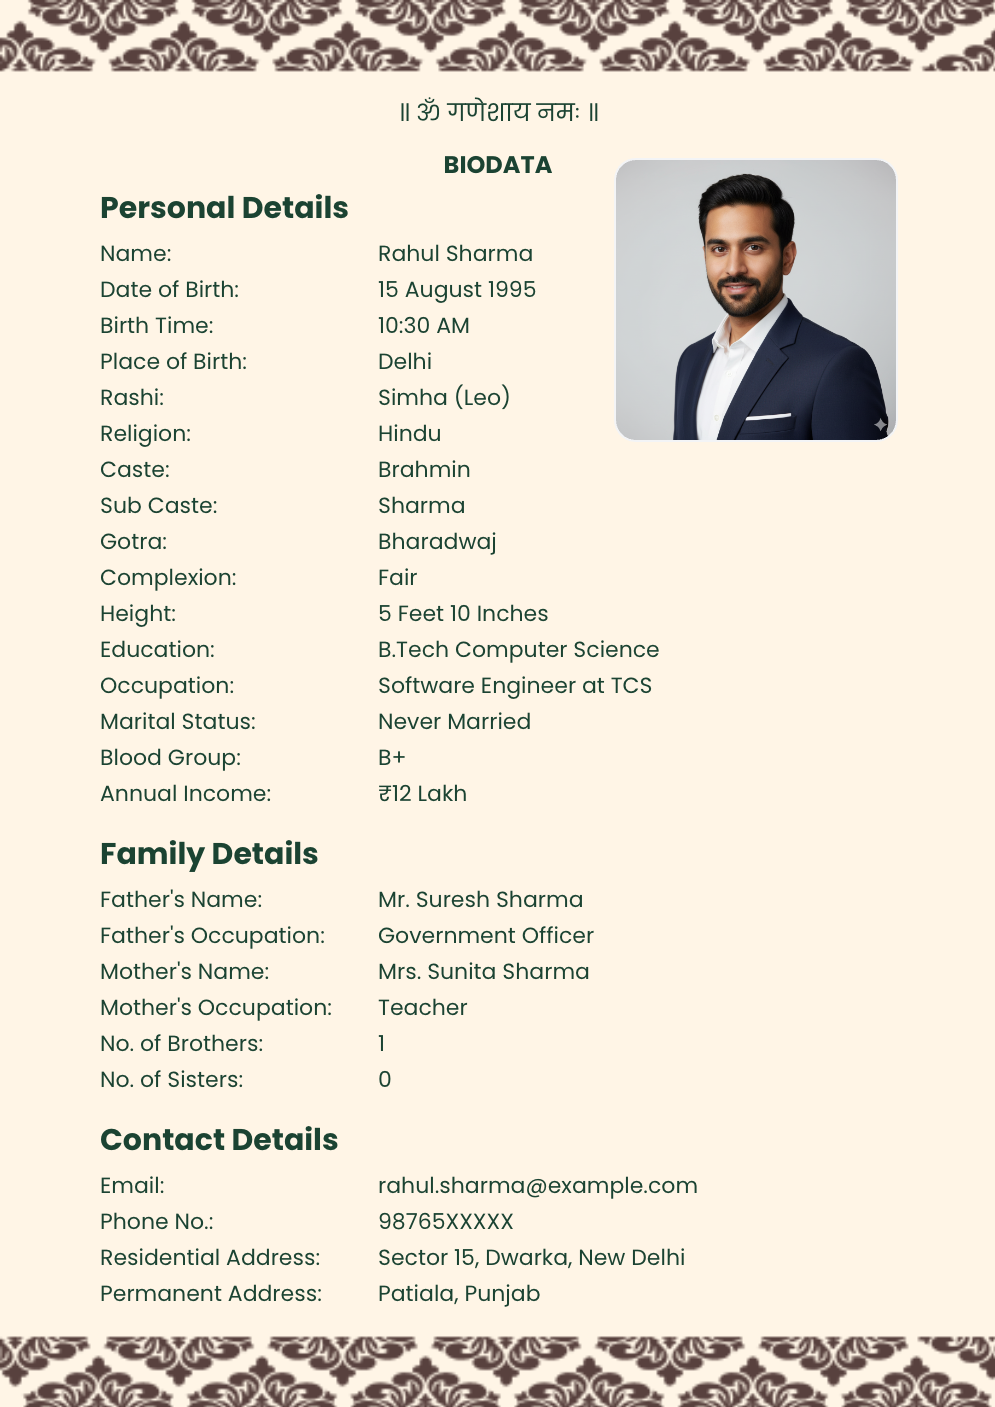 ॥ ॐ गणेशाय नमः ॥
BIODATA
Personal Details
Name: Rahul Sharma
Date of Birth: 15 August 1995
Birth Time: 10:30 AM
Place of Birth: Delhi
Rashi: Simha (Leo)
Religion: Hindu
Caste: Brahmin
Sub Caste: Sharma
Gotra: Bharadwaj
Complexion: Fair
Height: 5 Feet 10 Inches
Education: B.Tech Computer Science
Occupation: Software Engineer at TCS
Marital Status: Never Married
Blood Group: B+
Annual Income: ₹12 Lakh
Family Details
Father's Name: Mr. Suresh Sharma
Father's Occupation: Government Officer
Mother's Name: Mrs. Sunita Sharma
Mother's Occupation: Teacher
No. of Brothers: 1
No. of Sisters: 0
Contact Details
Email: rahul.sharma@example.com
Phone No.: 98765XXXXX
Residential Address: Sector 15, Dwarka, New Delhi
Permanent Address: Patiala, Punjab